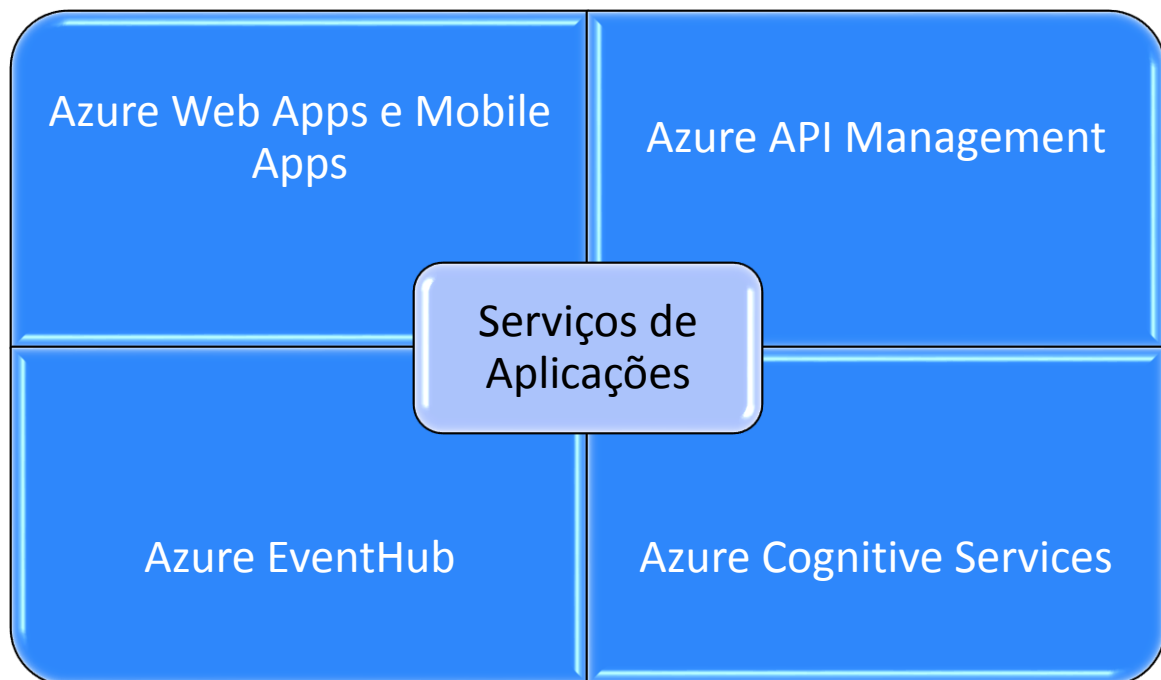 Azure Web Apps e Mobile
Apps
Azure API Management
Serviços de
Aplicações
Azure EventHub
Azure Cognitive Services